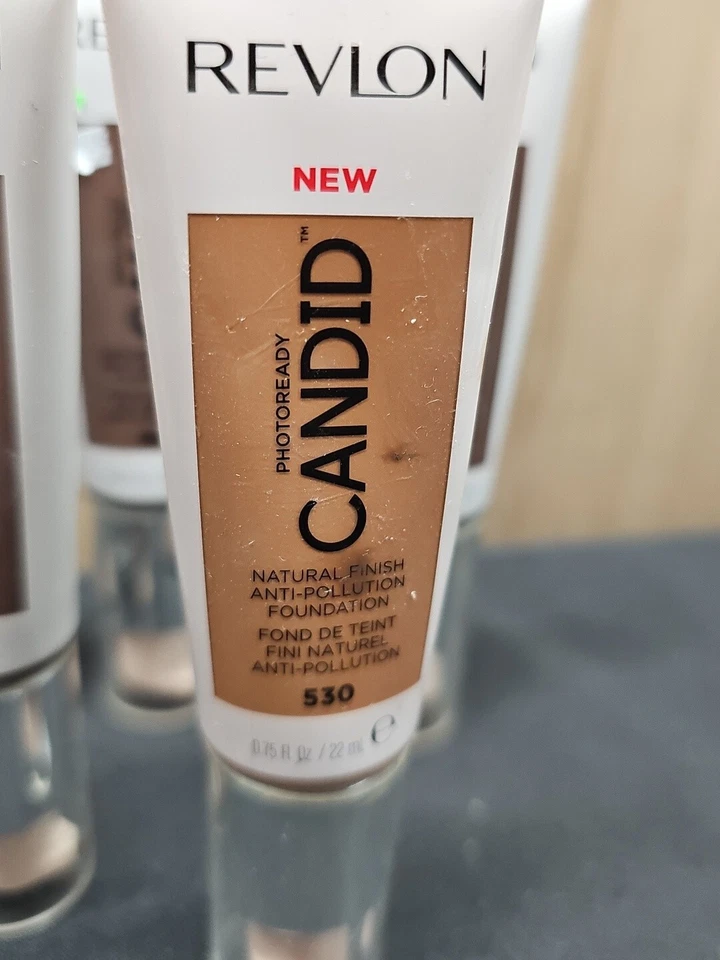 REVLON
NEW
PHOTOREADY
CANDID™
NATURAL FINISH
ANTI-POLLUTION
FOUNDATION
FOND DE TEINT
FINI NATUREL
ANTI-POLLUTION
530
0.75 fl oz / 22 mL e